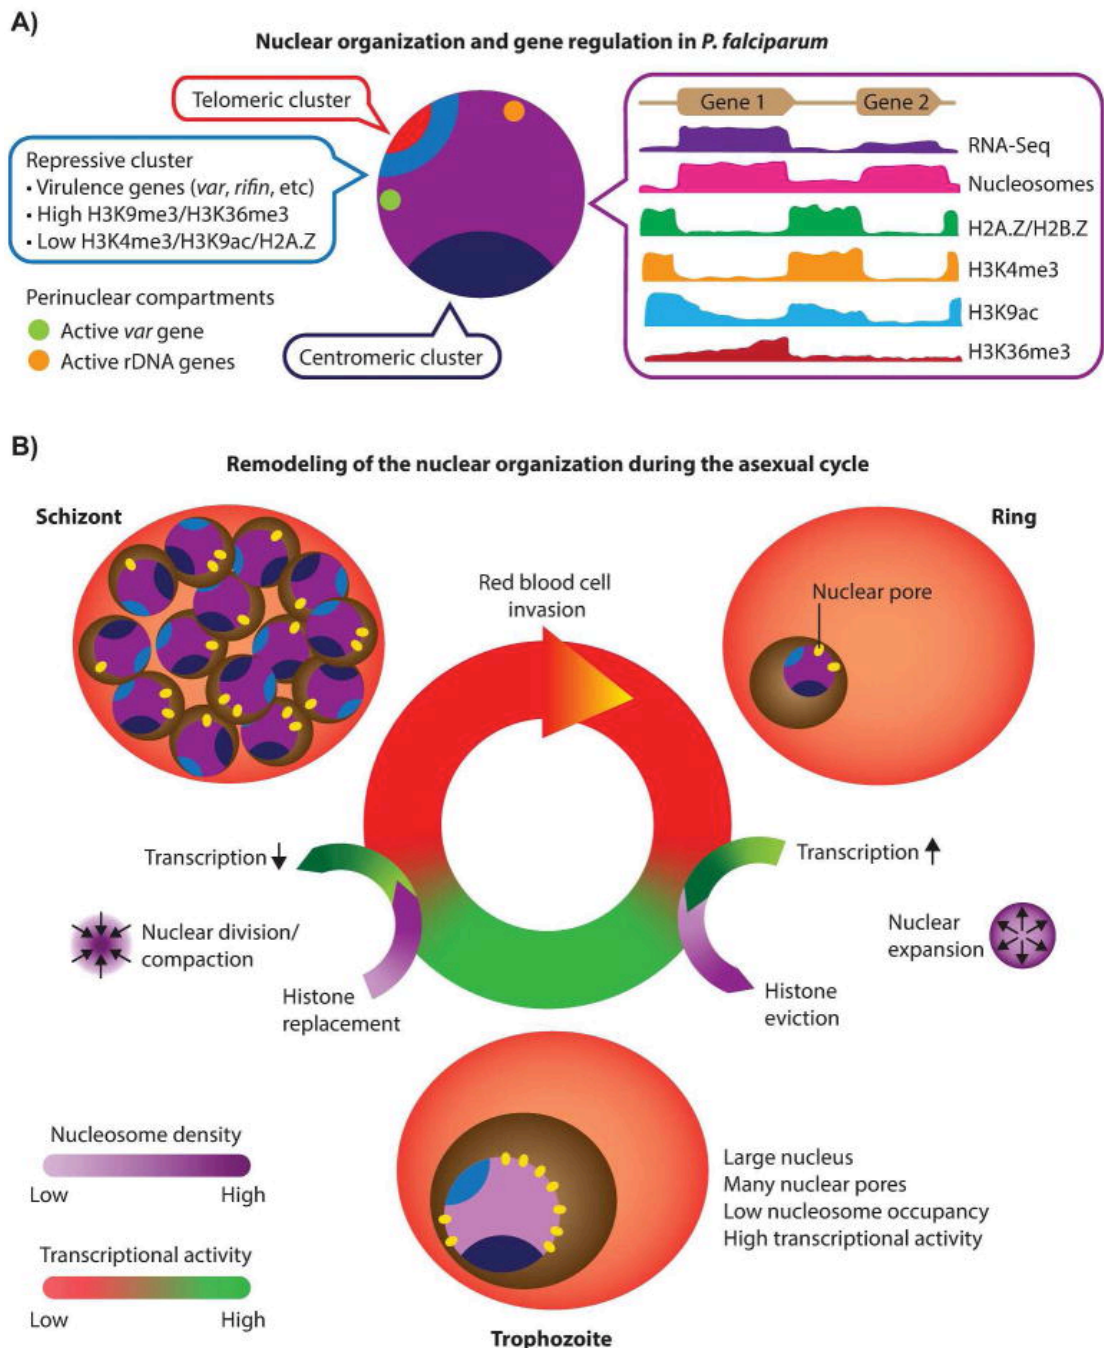 A)
Nuclear organization and gene regulation in P. falciparum
Telomeric cluster
Repressive cluster
• Virulence genes (var, rifin, etc)
• High H3K9me3/H3K36me3
• Low H3K4me3/H3K9ac/H2A.Z
Perinuclear compartments
Active var gene
Active rDNA genes
Centromeric cluster
Gene 1
Gene 2
RNA-Seq
Nucleosomes
H2A.Z/H2B.Z
H3K4me3
H3K9ac
H3K36me3
B)
Remodeling of the nuclear organization during the asexual cycle
Schizont
Ring
Red blood cell
invasion
Nuclear pore
Transcription
Transcription
Nuclear division/
compaction
Nuclear
expansion
Histone
replacement
Histone
eviction
Nucleosome density
Low
High
Transcriptional activity
Low
High
Large nucleus
Many nuclear pores
Low nucleosome occupancy
High transcriptional activity
Trophozoite